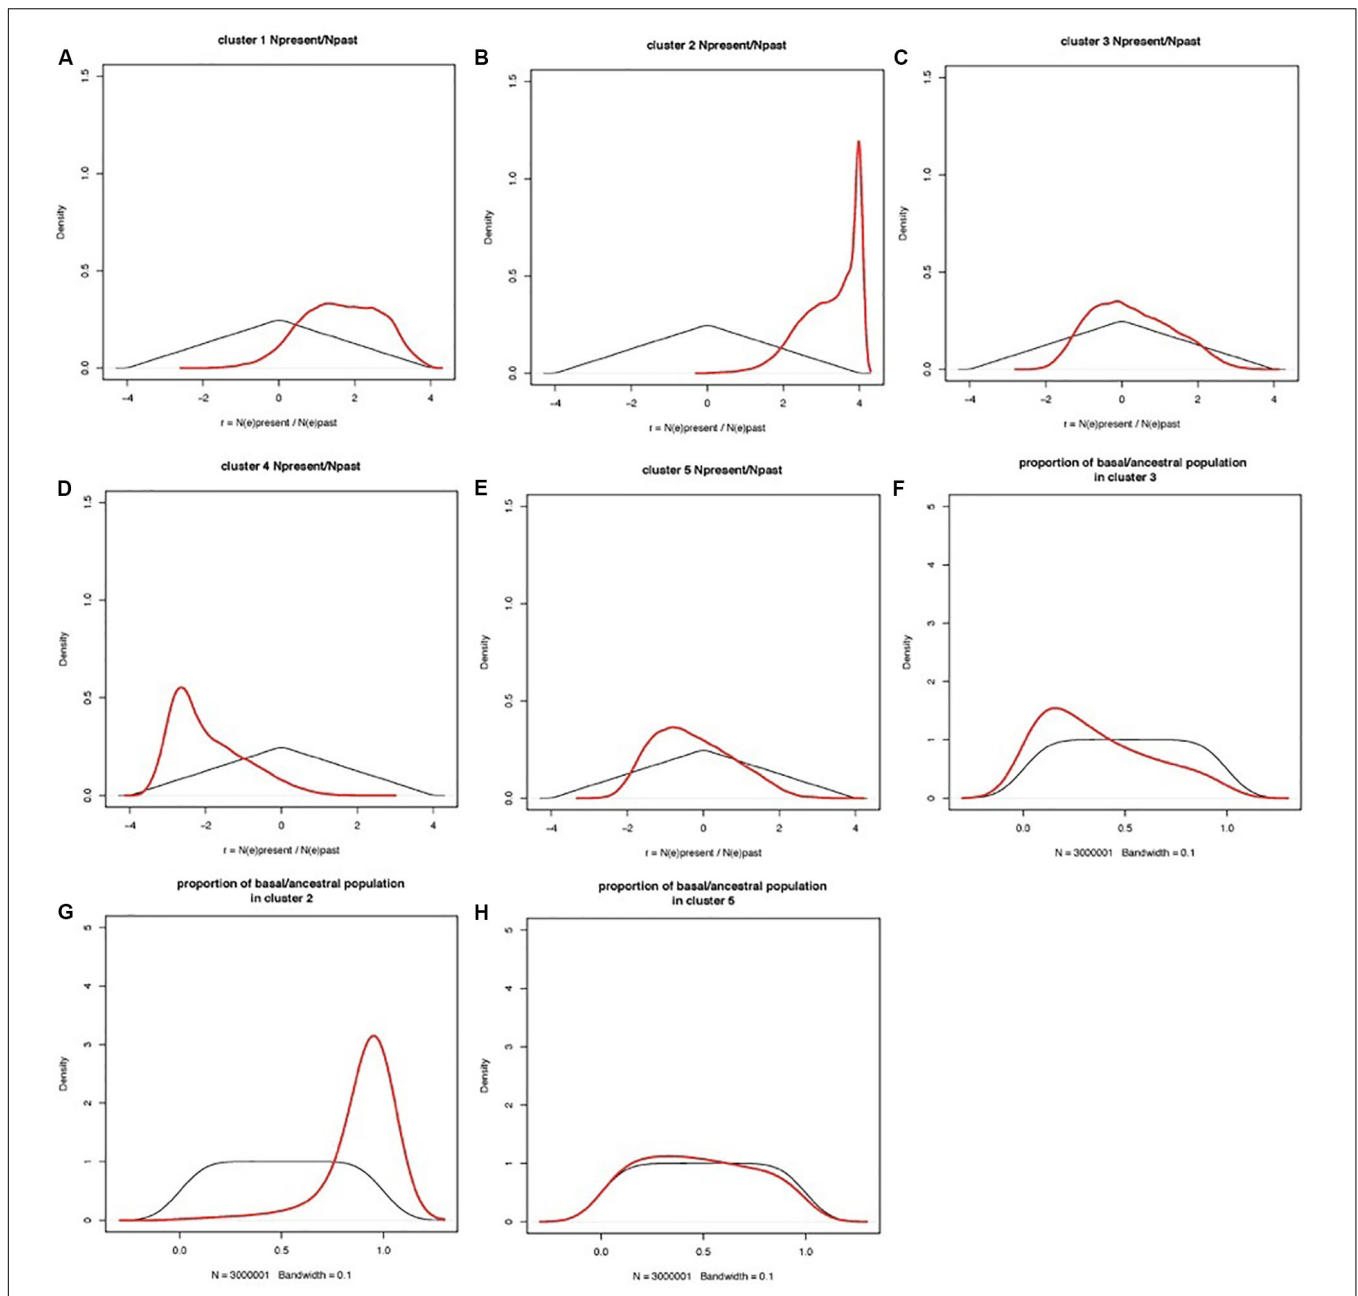 A
cluster 1 Npresent/Npast
Density
0.0 0.5 1.0 1.5
−4 −2 0 2 4
r = N(e)present / N(e)past
B
cluster 2 Npresent/Npast
Density
0.0 0.5 1.0 1.5
−4 −2 0 2 4
r = N(e)present / N(e)past
C
cluster 3 Npresent/Npast
Density
0.0 0.5 1.0 1.5
−4 −2 0 2 4
r = N(e)present / N(e)past
D
cluster 4 Npresent/Npast
Density
0.0 0.5 1.0 1.5
−4 −2 0 2 4
r = N(e)present / N(e)past
E
cluster 5 Npresent/Npast
Density
0.0 0.5 1.0 1.5
−4 −2 0 2 4
r = N(e)present / N(e)past
F
proportion of basal/ancestral population
in cluster 3
Density
0 1 2 3 4 5
0.0 0.5 1.0
N = 3000001 Bandwidth = 0.1
G
proportion of basal/ancestral population
in cluster 2
Density
0 1 2 3 4 5
0.0 0.5 1.0
N = 3000001 Bandwidth = 0.1
H
proportion of basal/ancestral population
in cluster 5
Density
0 1 2 3 4 5
0.0 0.5 1.0
N = 3000001 Bandwidth = 0.1